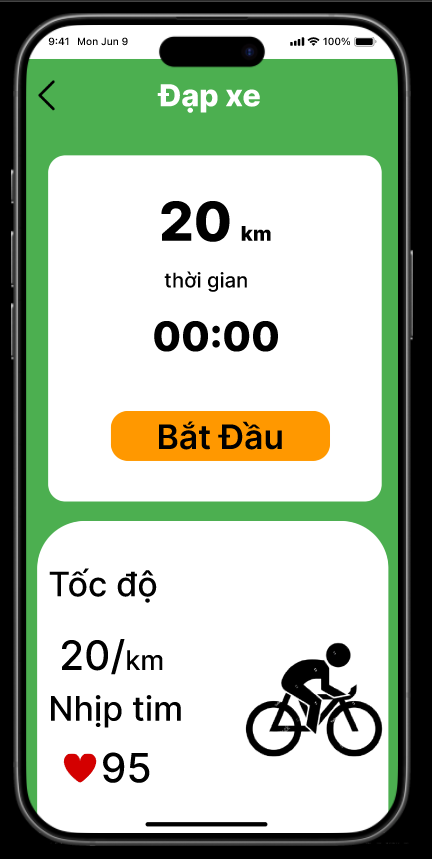 9:41 Mon Jun 9 100%
Đạp xe
20 km
thời gian
00:00
Bắt Đầu
Tốc độ
20/km
Nhịp tim
95